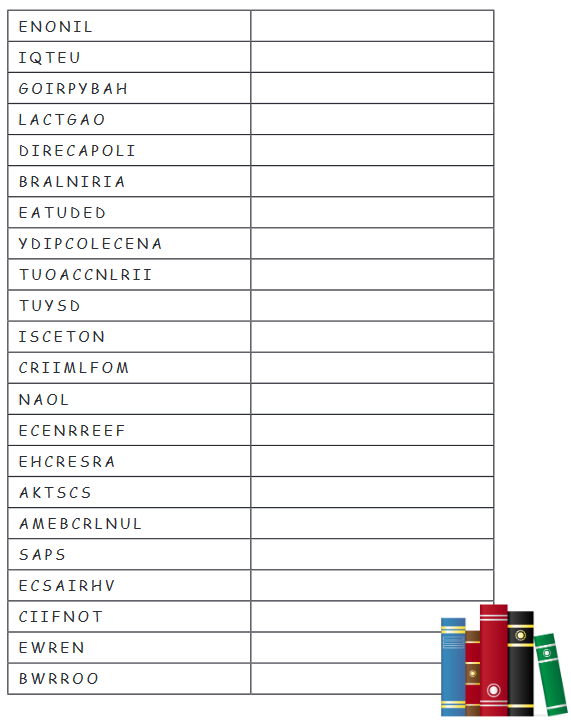 ENONIL
IQTEU
GOIRPYBAH
LACTGAO
DIRECAPOLI
BRALNIRIA
EATUDED
YDIPCOLECENA
TUOACCNLRII
TUYSD
ISCETON
CRIIMLFOM
NAOL
ECENRREEF
EHCRESRA
AKTSCS
AMEBCRLNUL
SAPS
ECSAIRHV
CIIFNOT
EWREN
BWRROO